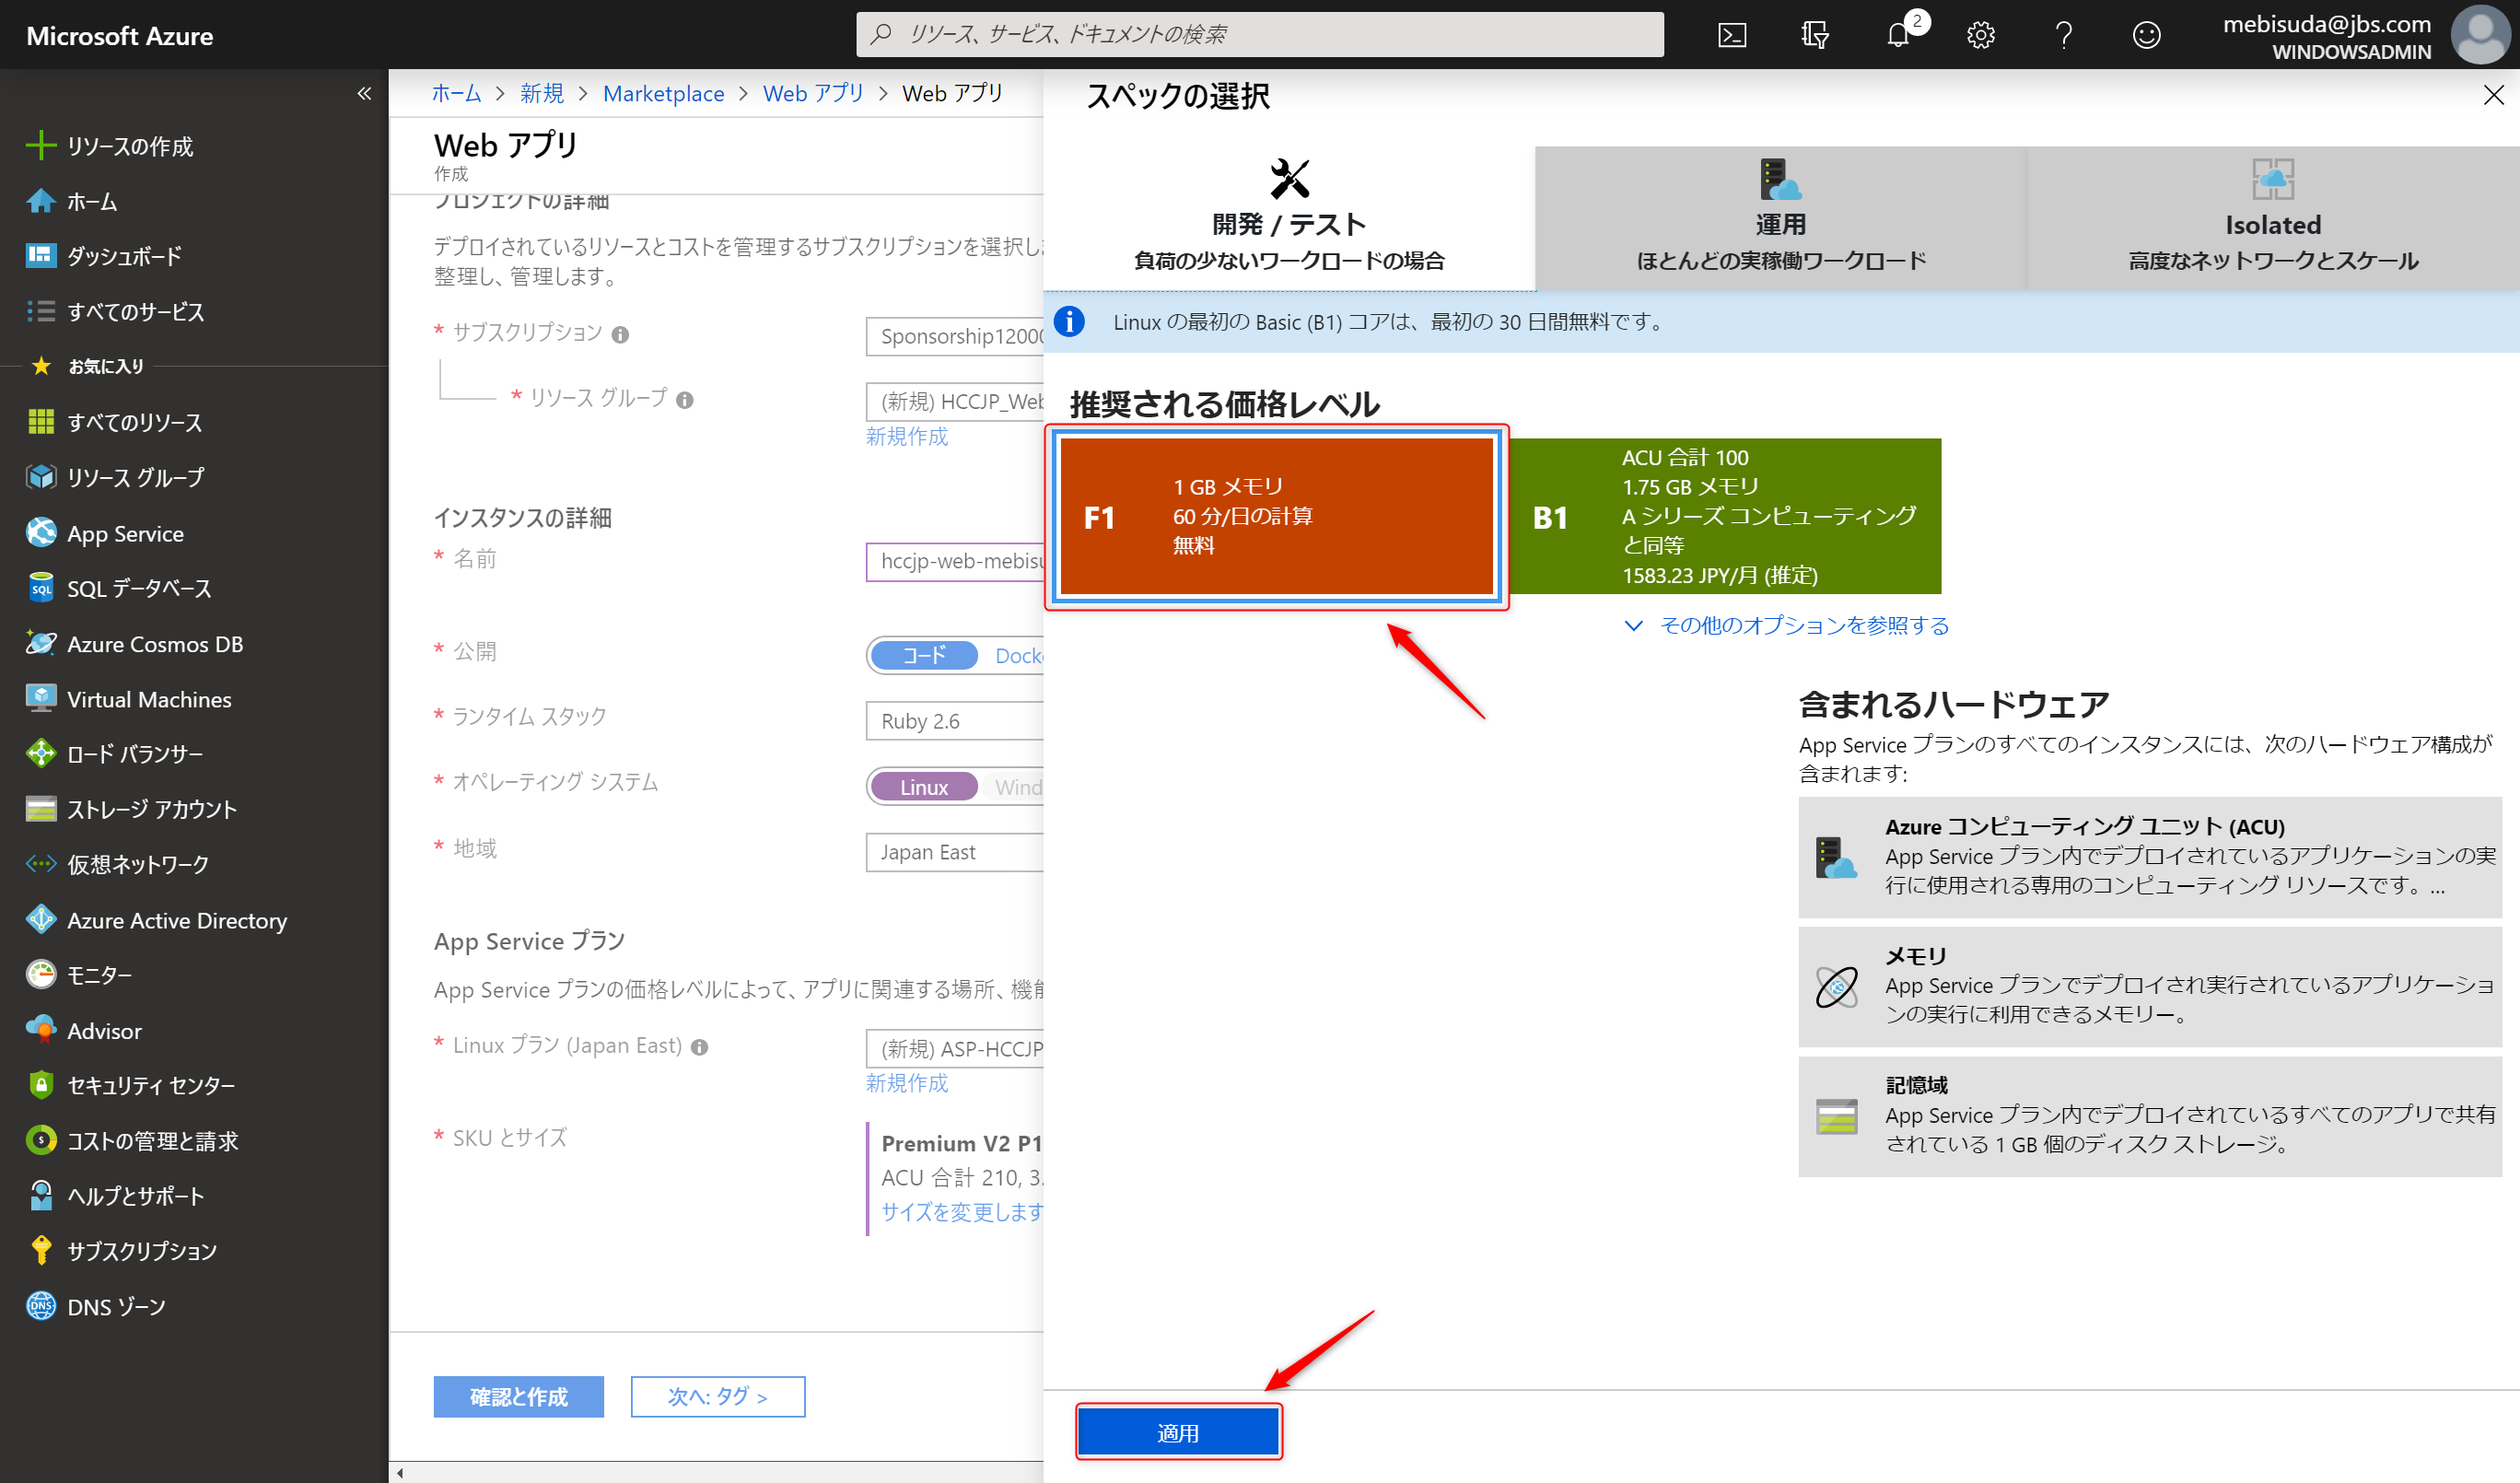 Microsoft Azure
リソース、サービス、ドキュメントの検索
2
mebisuda@jbs.com
WINDOWSADMIN
«
リソースの作成
ホーム
ダッシュボード
すべてのサービス
お気に入り
すべてのリソース
リソース グループ
App Service
SQL データベース
Azure Cosmos DB
Virtual Machines
ロード バランサー
ストレージ アカウント
仮想ネットワーク
Azure Active Directory
モニター
Advisor
セキュリティ センター
コストの管理と請求
ヘルプとサポート
サブスクリプション
DNS ゾーン
ホーム > 新規 > Marketplace > Web アプリ > Web アプリ
Web アプリ
作成
プロジェクトの詳細
デプロイされているリソースとコストを管理するサブスクリプションを選択し
整理し、管理します。
* サブスクリプション
Sponsorship12000
* リソース グループ
(新規) HCCJP_Web
新規作成
インスタンスの詳細
* 名前
hccjp-web-mebisu
* 公開
コード
Docke
* ランタイム スタック
Ruby 2.6
* オペレーティング システム
Linux
Wind
* 地域
Japan East
App Service プラン
App Service プランの価格レベルによって、アプリに関連する場所、機能
* Linux プラン (Japan East)
(新規) ASP-HCCJP
新規作成
* SKU とサイズ
Premium V2 P1
ACU 合計 210, 3.
サイズを変更します
確認と作成
次へ: タグ >
スペックの選択
開発 / テスト
負荷の少ないワークロードの場合
運用
ほとんどの実稼働ワークロード
Isolated
高度なネットワークとスケール
Linux の最初の Basic (B1) コアは、最初の 30 日間無料です。
推奨される価格レベル
F1
1 GB メモリ
60 分/日の計算
無料
B1
ACU 合計 100
1.75 GB メモリ
A シリーズ コンピューティング
と同等
1583.23 JPY/月 (推定)
その他のオプションを参照する
含まれるハードウェア
App Service プランのすべてのインスタンスには、次のハードウェア構成が
含まれます:
Azure コンピューティング ユニット (ACU)
App Service プラン内でデプロイされているアプリケーションの実
行に使用される専用のコンピューティング リソースです。...
メモリ
App Service プランでデプロイされ実行されているアプリケーショ
ンの実行に利用できるメモリー。
記憶域
App Service プラン内でデプロイされているすべてのアプリで共有
されている 1 GB 個のディスク ストレージ。
適用